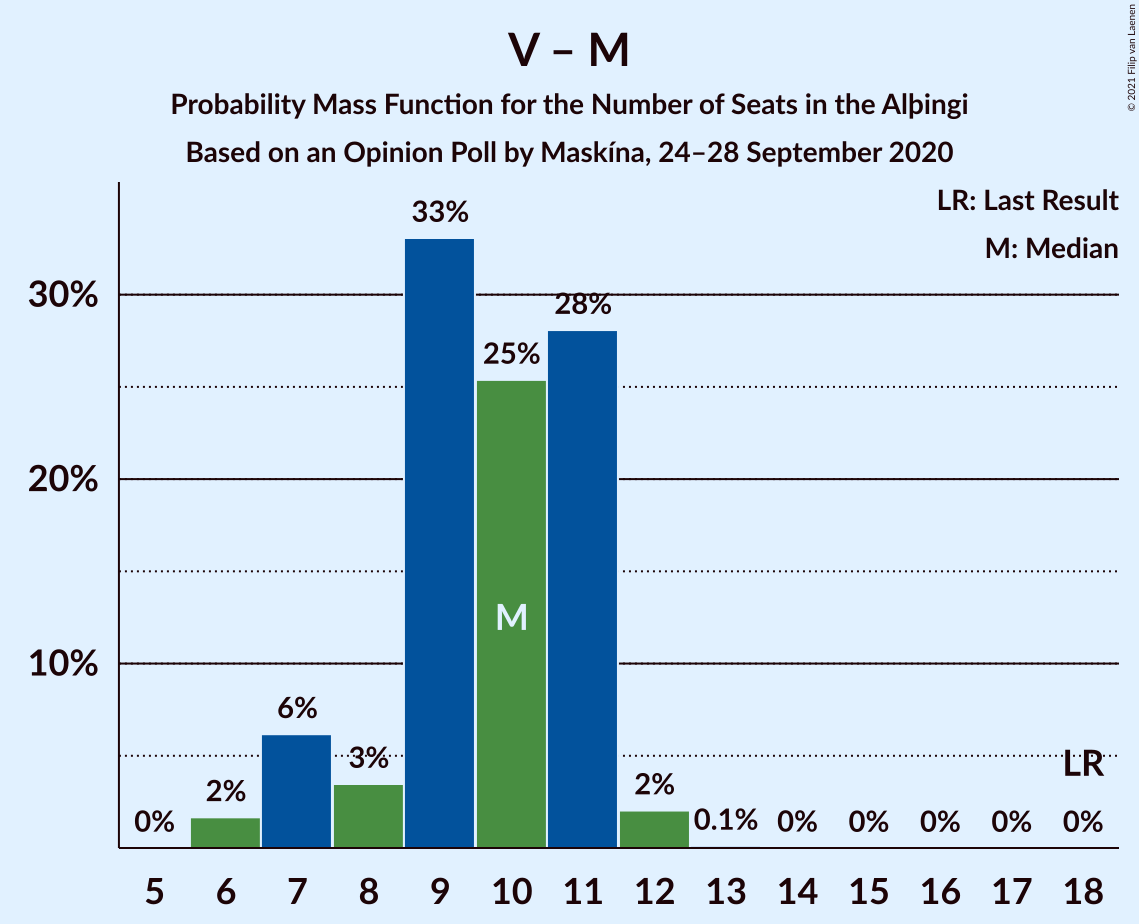 V – M
Probability Mass Function for the Number of Seats in the Alþingi
Based on an Opinion Poll by Maskína, 24–28 September 2020
© 2021 Filip van Laenen
LR: Last Result
M: Median
30%
20%
10%
0%
2%
6%
3%
33%
25%
28%
2%
0.1%
0%
0%
0%
0%
0%
M
LR
5 6 7 8 9 10 11 12 13 14 15 16 17 18